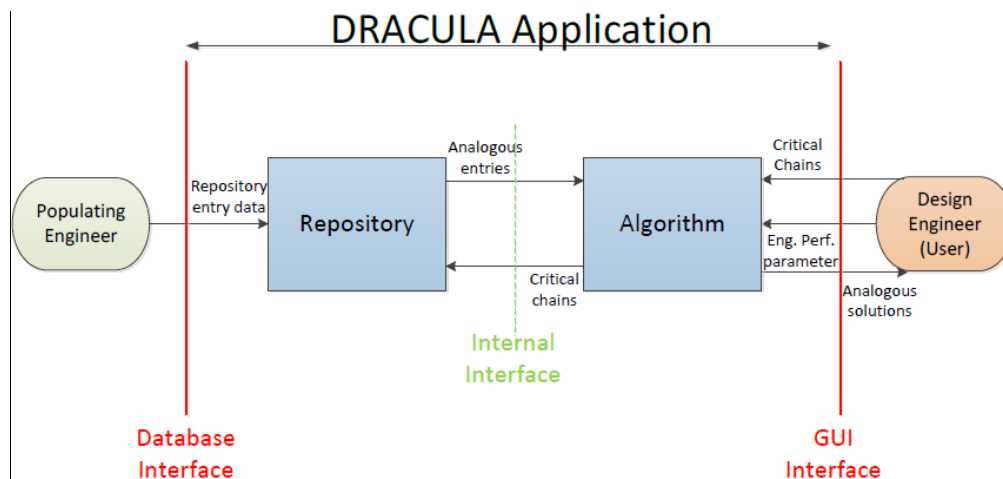 DRACULA Application
Populating
Engineer
Repository
entry data
Repository
Analogous
entries
Critical
chains
Algorithm
Critical
Chains
Eng. Perf.
parameter
Analogous
solutions
Design
Engineer
(User)
Internal
Interface
Database
Interface
GUI
Interface